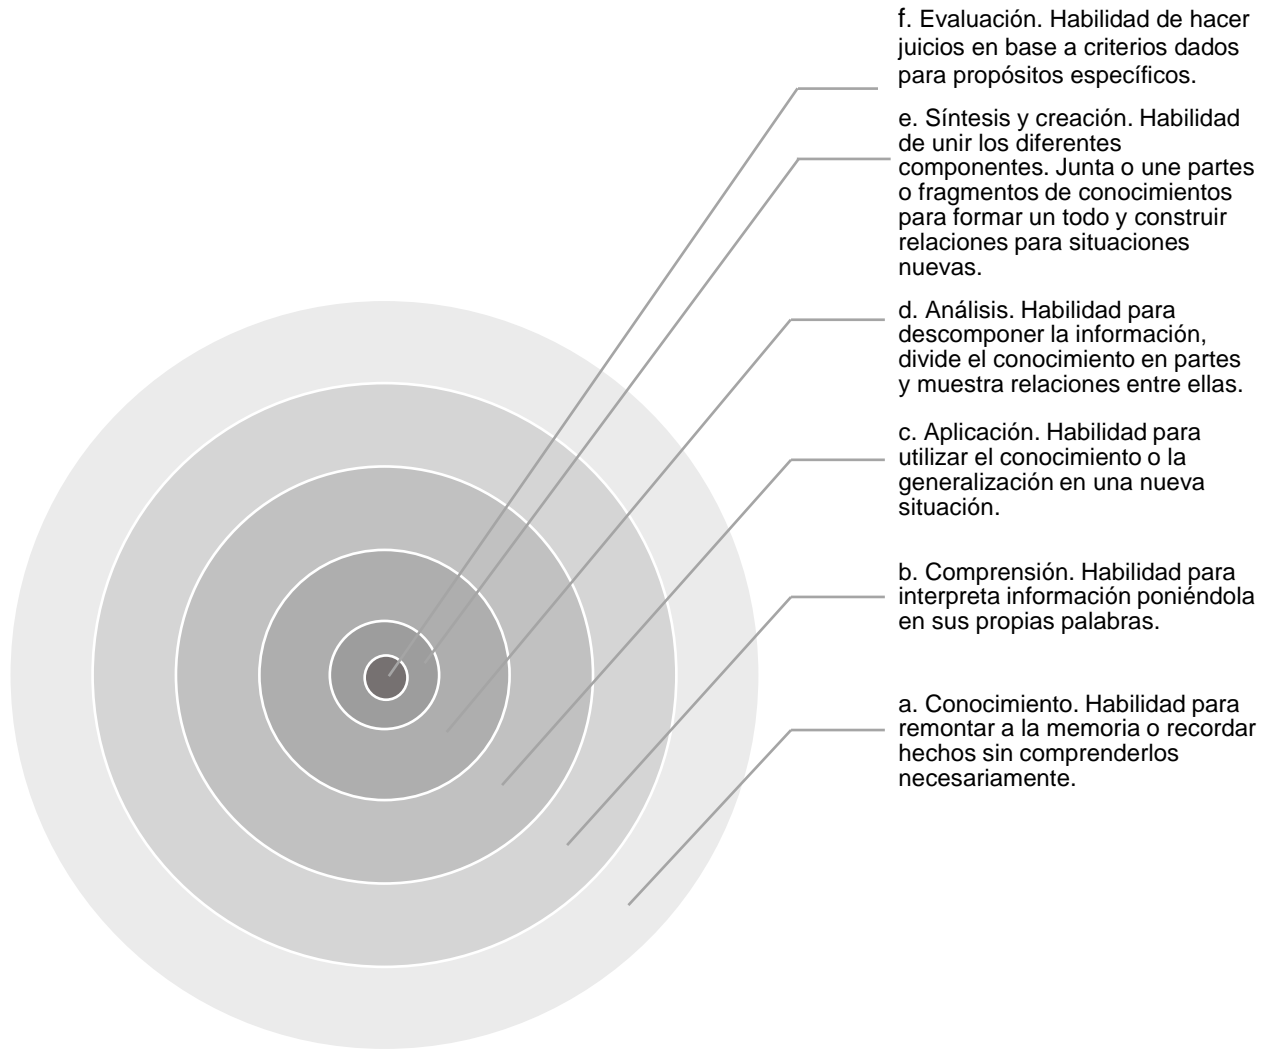 f. Evaluación. Habilidad de hacer
juicios en base a criterios dados
para propósitos específicos.
e. Síntesis y creación. Habilidad
de unir los diferentes
componentes. Junta o une partes
o fragmentos de conocimientos
para formar un todo y construir
relaciones para situaciones
nuevas.
d. Análisis. Habilidad para
descomponer la información,
divide el conocimiento en partes
y muestra relaciones entre ellas.
c. Aplicación. Habilidad para
utilizar el conocimiento o la
generalización en una nueva
situación.
b. Comprensión. Habilidad para
interpreta información poniéndola
en sus propias palabras.
a. Conocimiento. Habilidad para
remontar a la memoria o recordar
hechos sin comprenderlos
necesariamente.